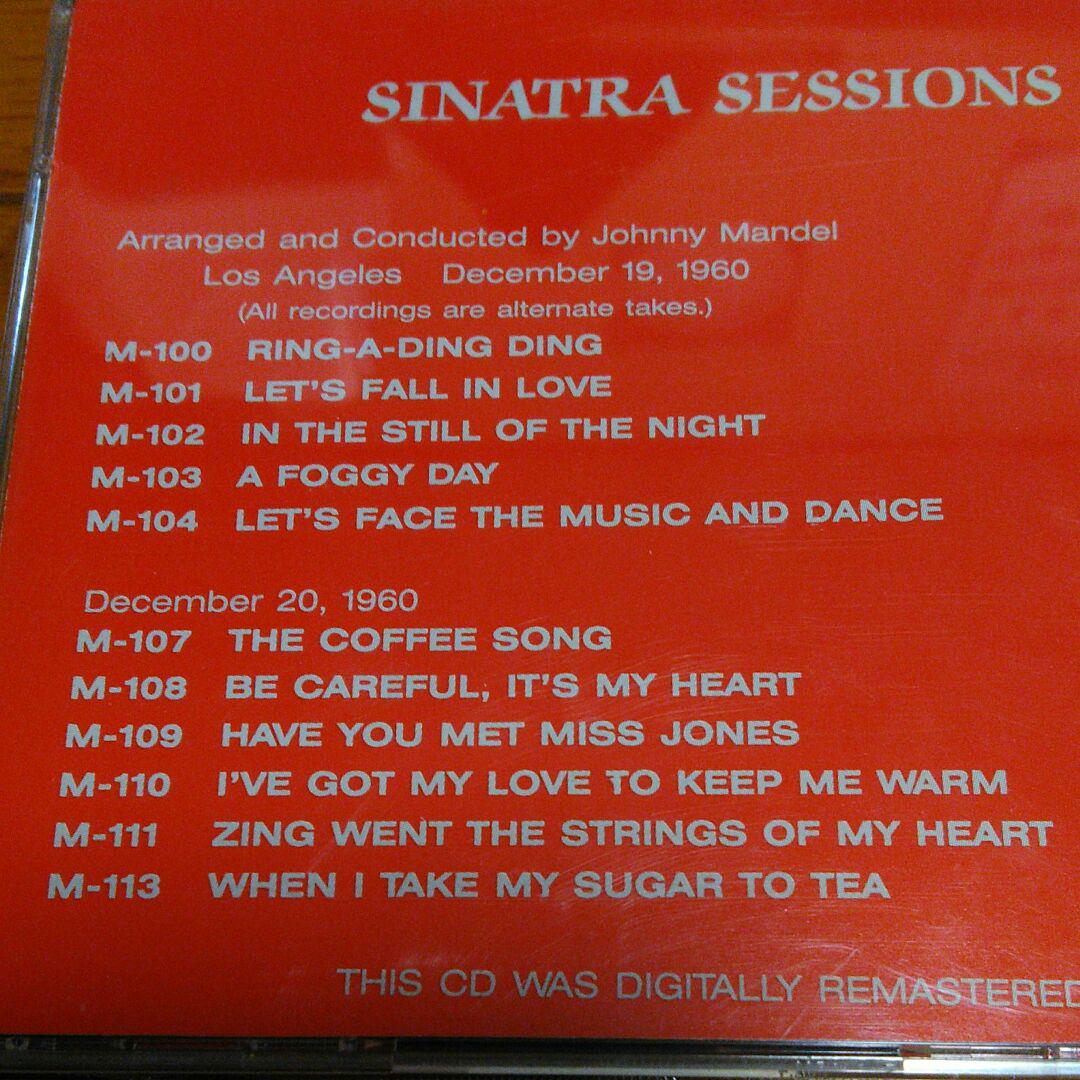 SINATRA SESSIONS
Arranged and Conducted by Johnny Mandel
Los Angeles December 19, 1960
(All recordings are alternate takes.)
M-100 RING-A-DING DING
M-101 LET'S FALL IN LOVE
M-102 IN THE STILL OF THE NIGHT
M-103 A FOGGY DAY
M-104 LET'S FACE THE MUSIC AND DANCE
December 20, 1960
M-107 THE COFFEE SONG
M-108 BE CAREFUL, IT'S MY HEART
M-109 HAVE YOU MET MISS JONES
M-110 I'VE GOT MY LOVE TO KEEP ME WARM
M-111 ZING WENT THE STRINGS OF MY HEART
M-113 WHEN I TAKE MY SUGAR TO TEA
THIS CD WAS DIGITALLY REMASTERED